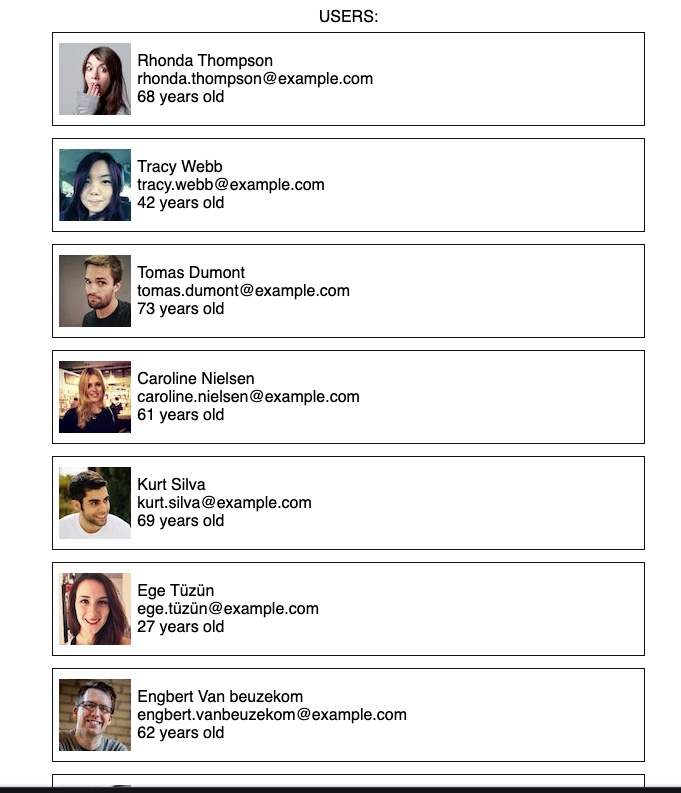 USERS:
Rhonda Thompson
rhonda.thompson@example.com
68 years old
Tracy Webb
tracy.webb@example.com
42 years old
Tomas Dumont
tomas.dumont@example.com
73 years old
Caroline Nielsen
caroline.nielsen@example.com
61 years old
Kurt Silva
kurt.silva@example.com
69 years old
Ege Tüzün
ege.tüzün@example.com
27 years old
Engbert Van beuzekom
engbert.vanbeuzekom@example.com
62 years old